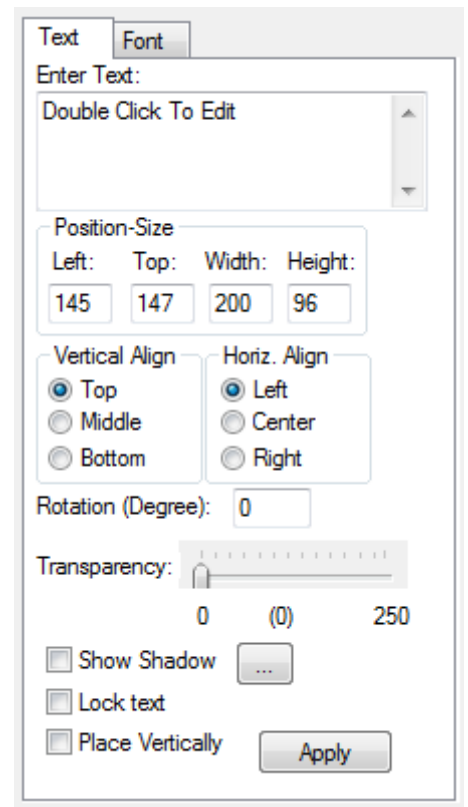 Text Font
Enter Text:
Double Click To Edit
Position-Size
Left: Top: Width: Height:
145 147 200 96
Vertical Align Horiz. Align
Top Left
Middle Center
Bottom Right
Rotation (Degree): 0
Transparency:
0 (0) 250
Show Shadow ...
Lock text
Place Vertically Apply